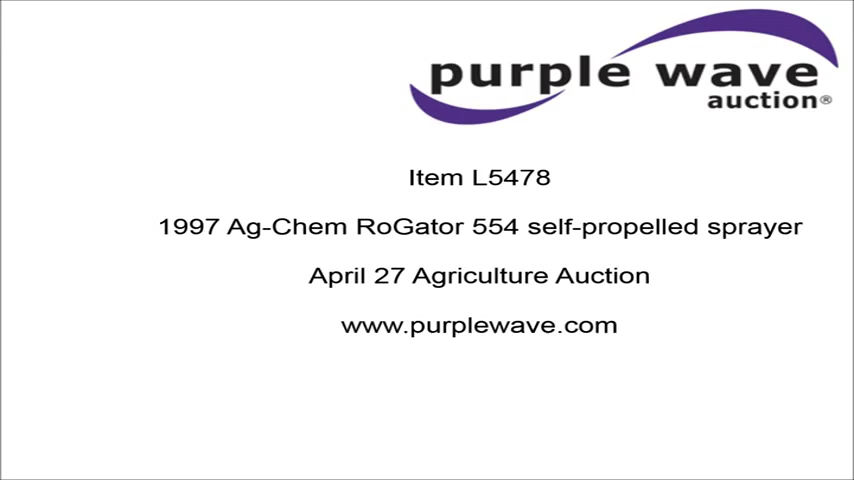 purple wave
auction®
Item L5478
1997 Ag-Chem RoGator 554 self-propelled sprayer
April 27 Agriculture Auction
www.purplewave.com